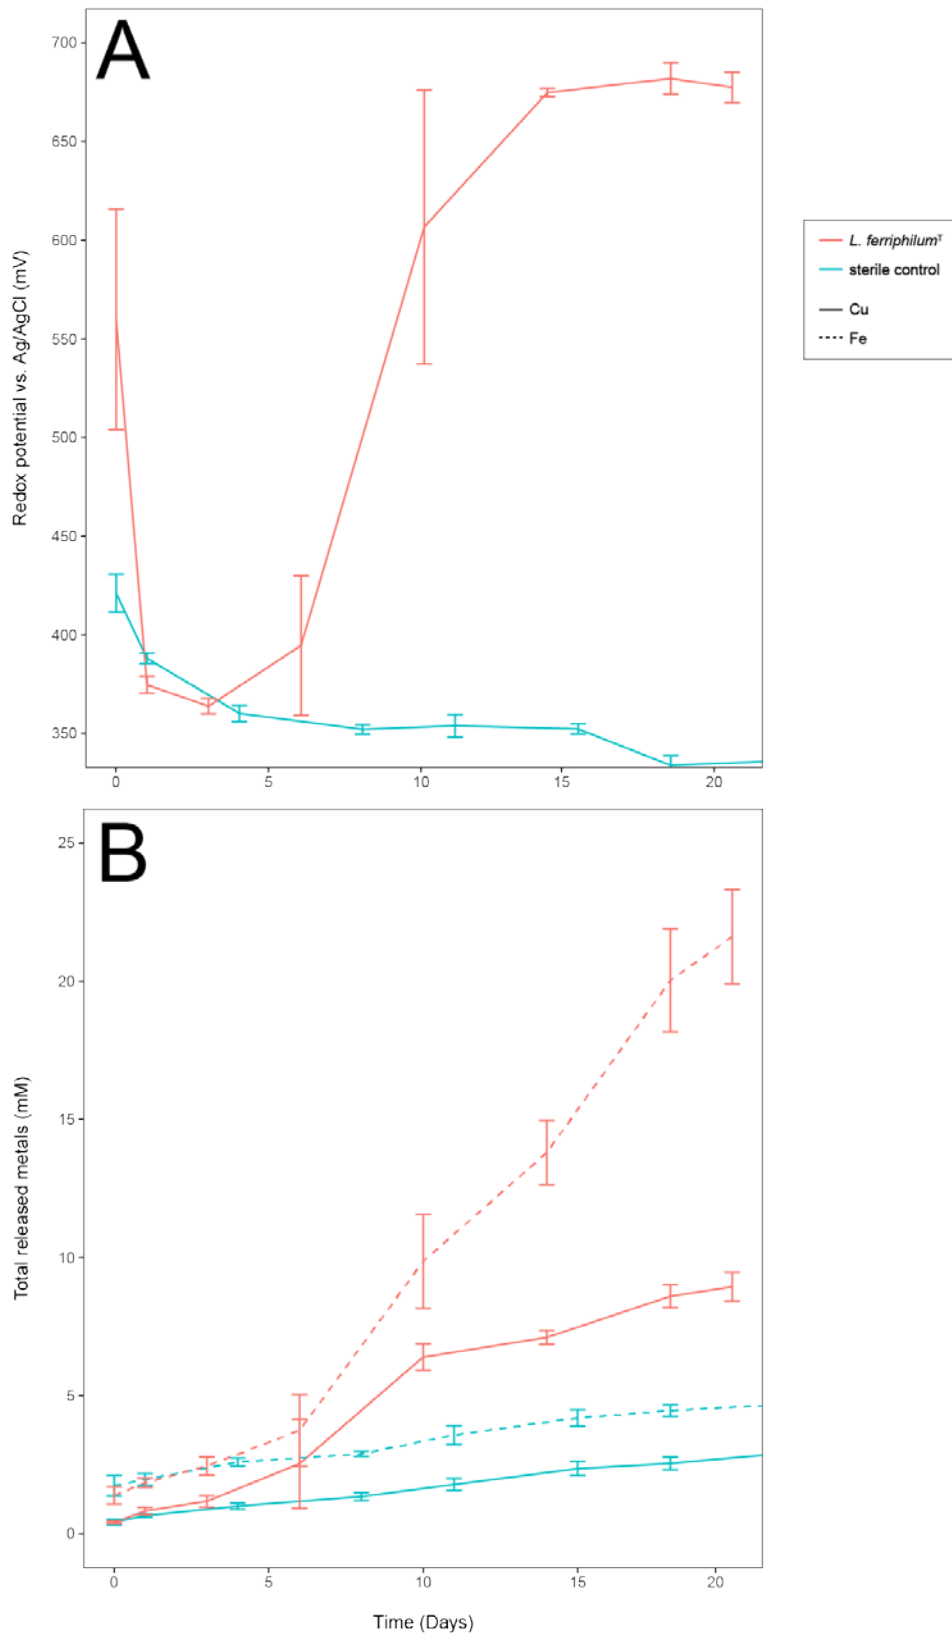 A
700
650
600
550
500
450
400
350
Redox potential vs. Ag/AgCl (mV)
0 5 10 15 20
L. ferriphilumᵀ
sterile control
Cu
Fe
B
25
20
15
10
5
0
Total released metals (mM)
0 5 10 15 20
Time (Days)